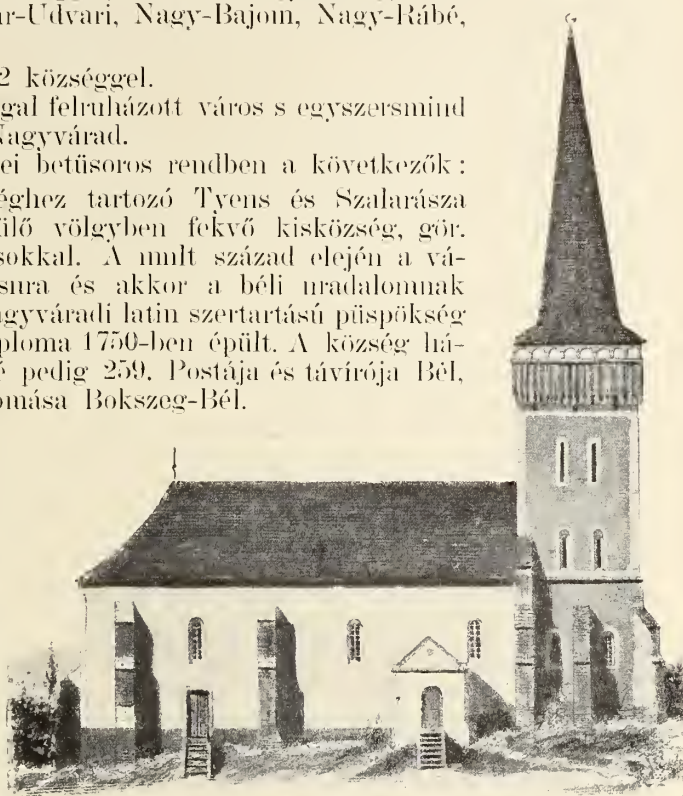 r-Udvari, Nagy-Bajom, Nagy-Rábé,
2 községgel.
gal felruházott város s egyszersmind
Nagyvárad.
ei betüsoros rendben a következők:
éghez tartozó Tyens és Szalarásza
ülő völgyben fekvő kisközség, gör.
sokkal. A mult század elején a vá-
sura és akkor a béli uradalomnak
agyváradi latin szertartású püspökség
ploma 1750-ben épült. A község há-
é pedig 259. Postája és távírója Bél,
omása Bokszeg-Bél.